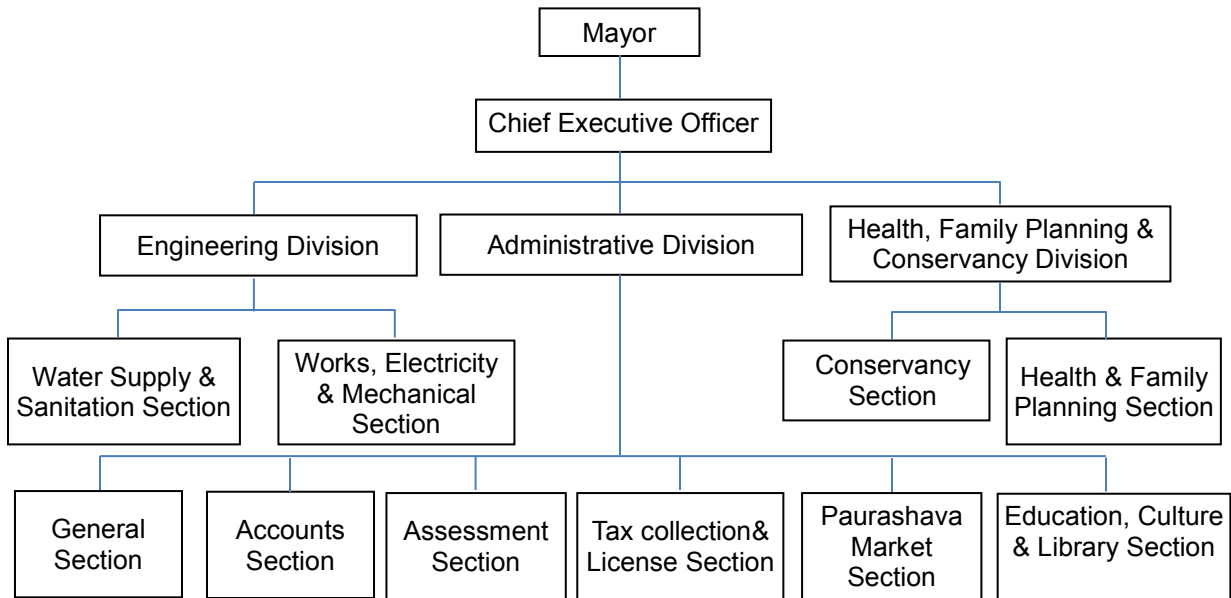 Mayor
Chief Executive Officer
Engineering Division
Administrative Division
Health, Family Planning &
Conservancy Division
Water Supply &
Sanitation Section
Works, Electricity
& Mechanical
Section
Conservancy
Section
Health & Family
Planning Section
General
Section
Accounts
Section
Assessment
Section
Tax collection&
License Section
Paurashava
Market
Section
Education, Culture
& Library Section